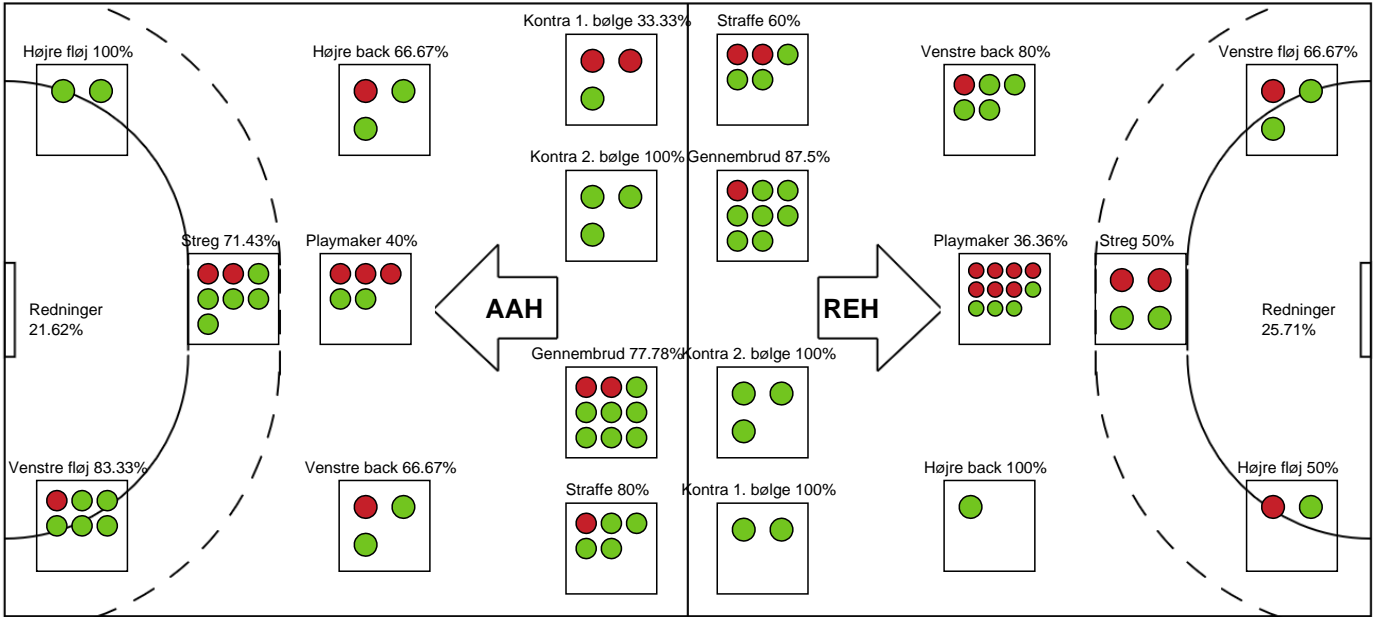 Kontra 1. bølge 33.33%
Straffe 60%
Højre fløj 100%
Højre back 66.67%
Venstre back 80%
Venstre fløj 66.67%
Kontra 2. bølge 100%
Gennembrud 87.5%
Streg 71.43%
Playmaker 40%
Playmaker 36.36%
Streg 50%
Redninger
21.62%
AAH
REH
Redninger
25.71%
Gennembrud 77.78%
Kontra 2. bølge 100%
Venstre fløj 83.33%
Venstre back 66.67%
Straffe 80%
Kontra 1. bølge 100%
Højre back 100%
Højre fløj 50%